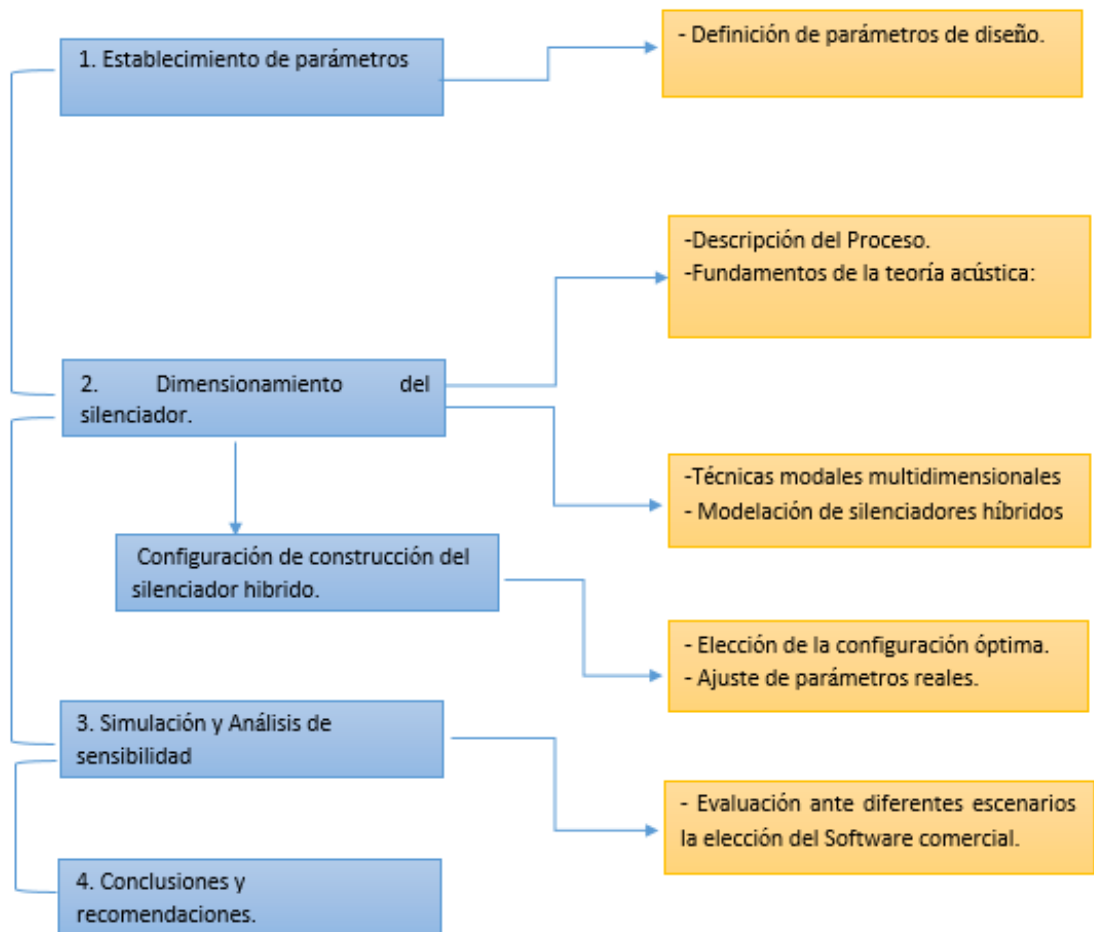 1. Establecimiento de parámetros
- Definición de parámetros de diseño.
-Descripción del Proceso.
-Fundamentos de la teoría acústica:
2. Dimensionamiento del
silenciador.
-Técnicas modales multidimensionales
- Modelación de silenciadores híbridos
Configuración de construcción del
silenciador hibrido.
- Elección de la configuración óptima.
- Ajuste de parámetros reales.
3. Simulación y Análisis de
sensibilidad
- Evaluación ante diferentes escenarios
la elección del Software comercial.
4. Conclusiones y
recomendaciones.